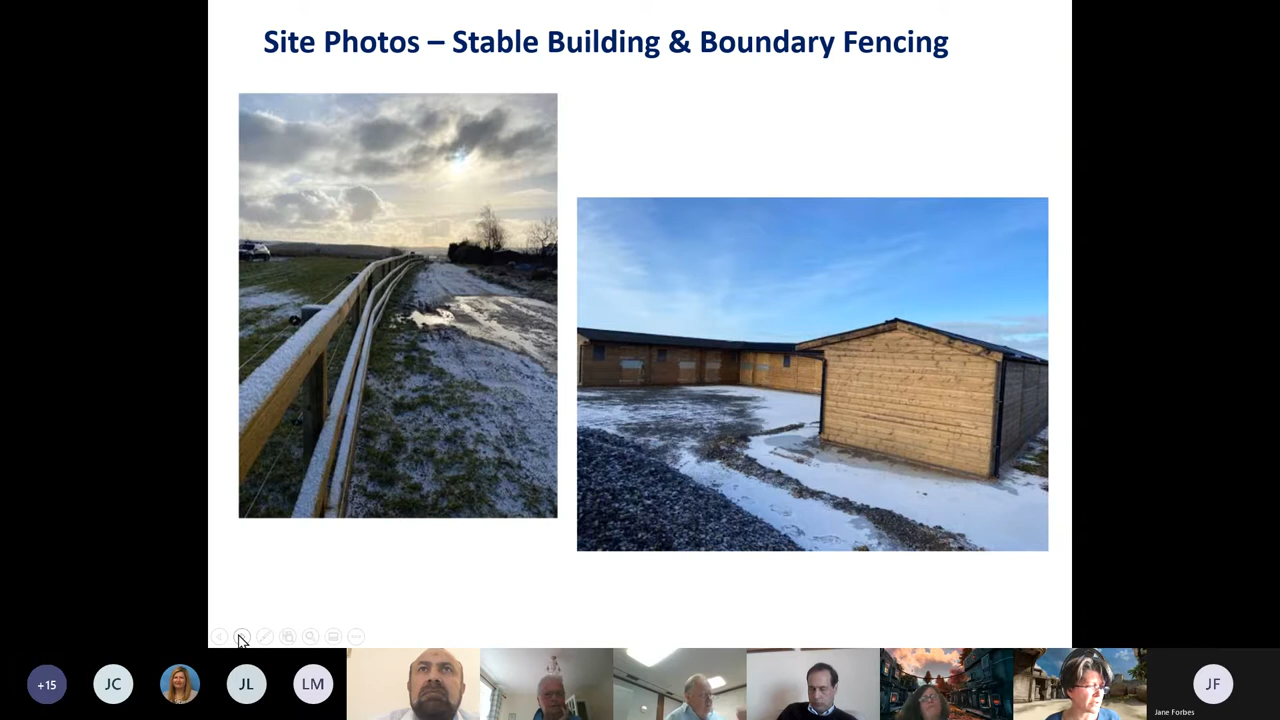 Site Photos – Stable Building & Boundary Fencing
+15
JC
JL
LM
JF
Jane Forbes